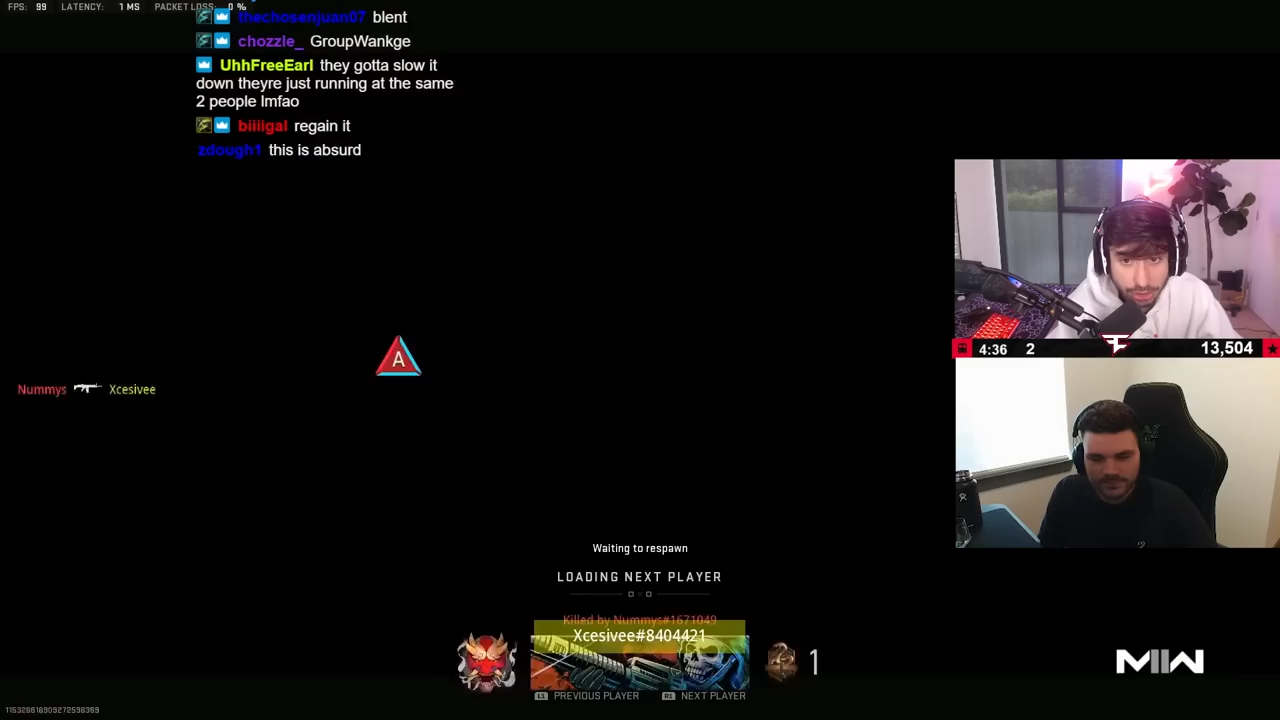 FPS: 99 LATENCY: 1 MS PACKET LOSS: 0 %
thechosenjuan07 blent
chozzle_ GroupWankge
UhhFreeEarl they gotta slow it
down theyre just running at the same
2 people lmfao
biiiigal regain it
zdough1 this is absurd
A
Nummys Xcesivee
4:36 2 13,504
Waiting to respawn
LOADING NEXT PLAYER
Killed by Nummys#1671049
Xcesivee#8404421
1
L1 PREVIOUS PLAYER R1 NEXT PLAYER
MIIW